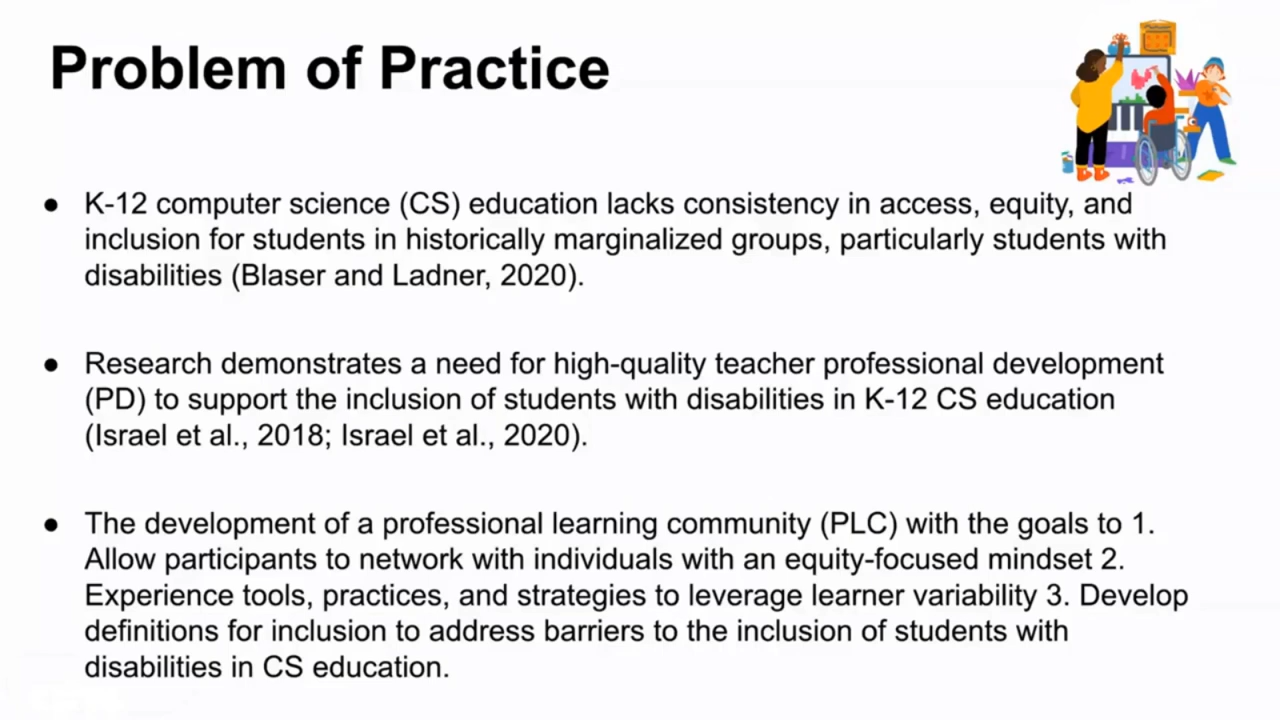 Problem of Practice
● K-12 computer science (CS) education lacks consistency in access, equity, and
inclusion for students in historically marginalized groups, particularly students with
disabilities (Blaser and Ladner, 2020).
● Research demonstrates a need for high-quality teacher professional development
(PD) to support the inclusion of students with disabilities in K-12 CS education
(Israel et al., 2018; Israel et al., 2020).
● The development of a professional learning community (PLC) with the goals to 1.
Allow participants to network with individuals with an equity-focused mindset 2.
Experience tools, practices, and strategies to leverage learner variability 3. Develop
definitions for inclusion to address barriers to the inclusion of students with
disabilities in CS education.